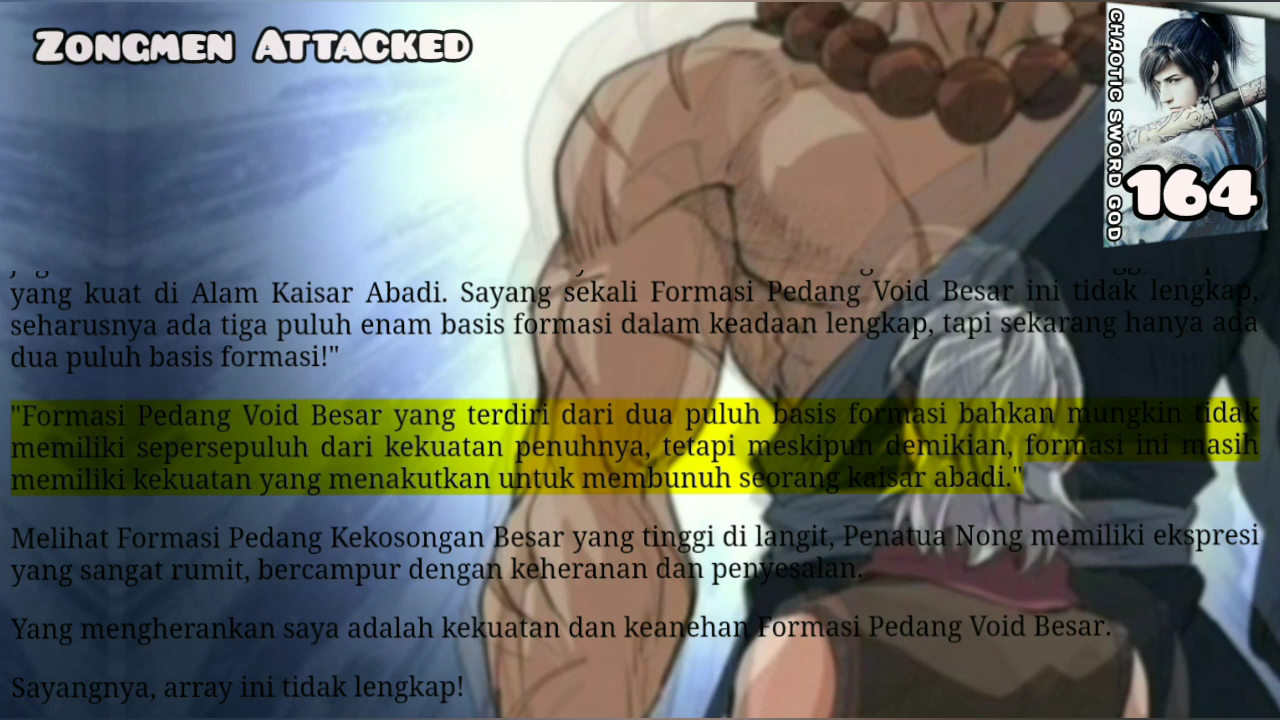 ZONGMEN ATTACKED
CHAOTIC SWORD GOD
164
yang kuat di Alam Kaisar Abadi. Sayang sekali Formasi Pedang Void Besar ini tidak lengkap,
seharusnya ada tiga puluh enam basis formasi dalam keadaan lengkap, tapi sekarang hanya ada
dua puluh basis formasi!"
"Formasi Pedang Void Besar yang terdiri dari dua puluh basis formasi bahkan mungkin tidak
memiliki sepersepuluh dari kekuatan penuhnya, tetapi meskipun demikian, formasi ini masih
memiliki kekuatan yang menakutkan untuk membunuh seorang kaisar abadi."
Melihat Formasi Pedang Kekosongan Besar yang tinggi di langit, Penatua Nong memiliki ekspresi
yang sangat rumit, bercampur dengan keheranan dan penyesalan.
Yang mengherankan saya adalah kekuatan dan keanehan Formasi Pedang Void Besar.
Sayangnya, array ini tidak lengkap!